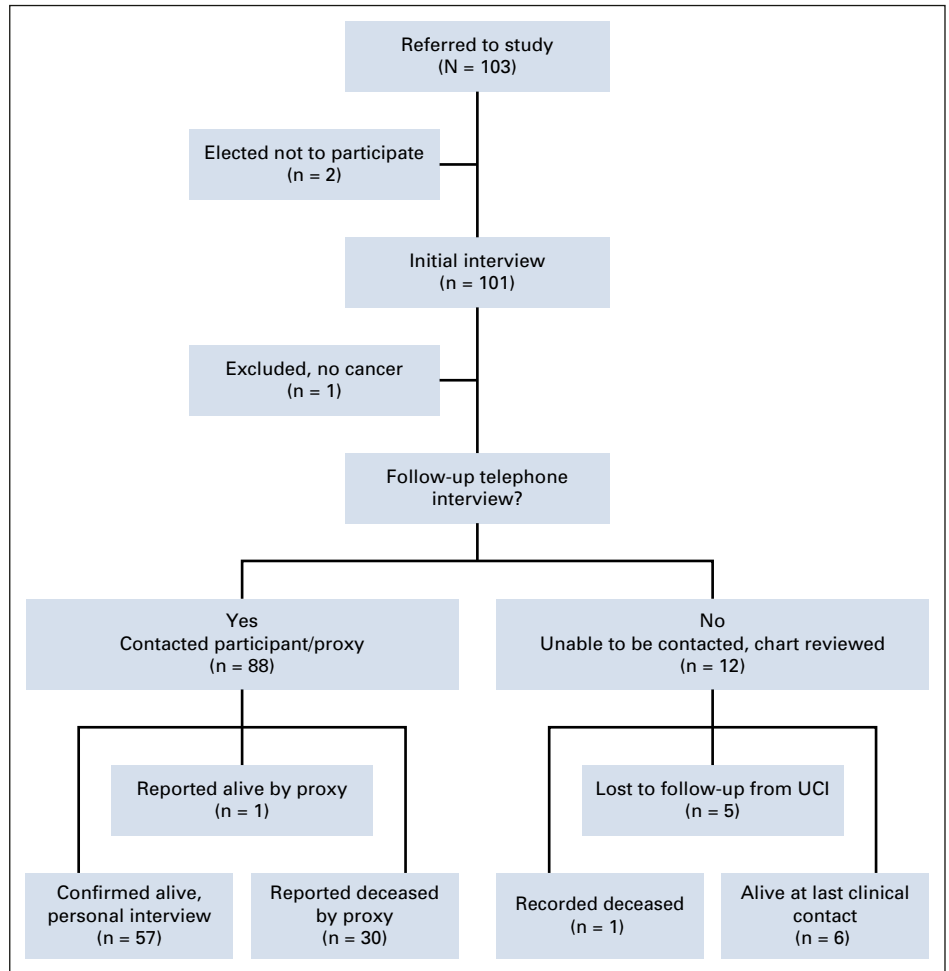 Referred to study
(N = 103)
Elected not to participate
(n = 2)
Initial interview
(n = 101)
Excluded, no cancer
(n = 1)
Follow-up telephone
interview?
Yes
Contacted participant/proxy
(n = 88)
No
Unable to be contacted, chart reviewed
(n = 12)
Reported alive by proxy
(n = 1)
Lost to follow-up from UCI
(n = 5)
Confirmed alive,
personal interview
(n = 57)
Reported deceased
by proxy
(n = 30)
Recorded deceased
(n = 1)
Alive at last clinical
contact
(n = 6)